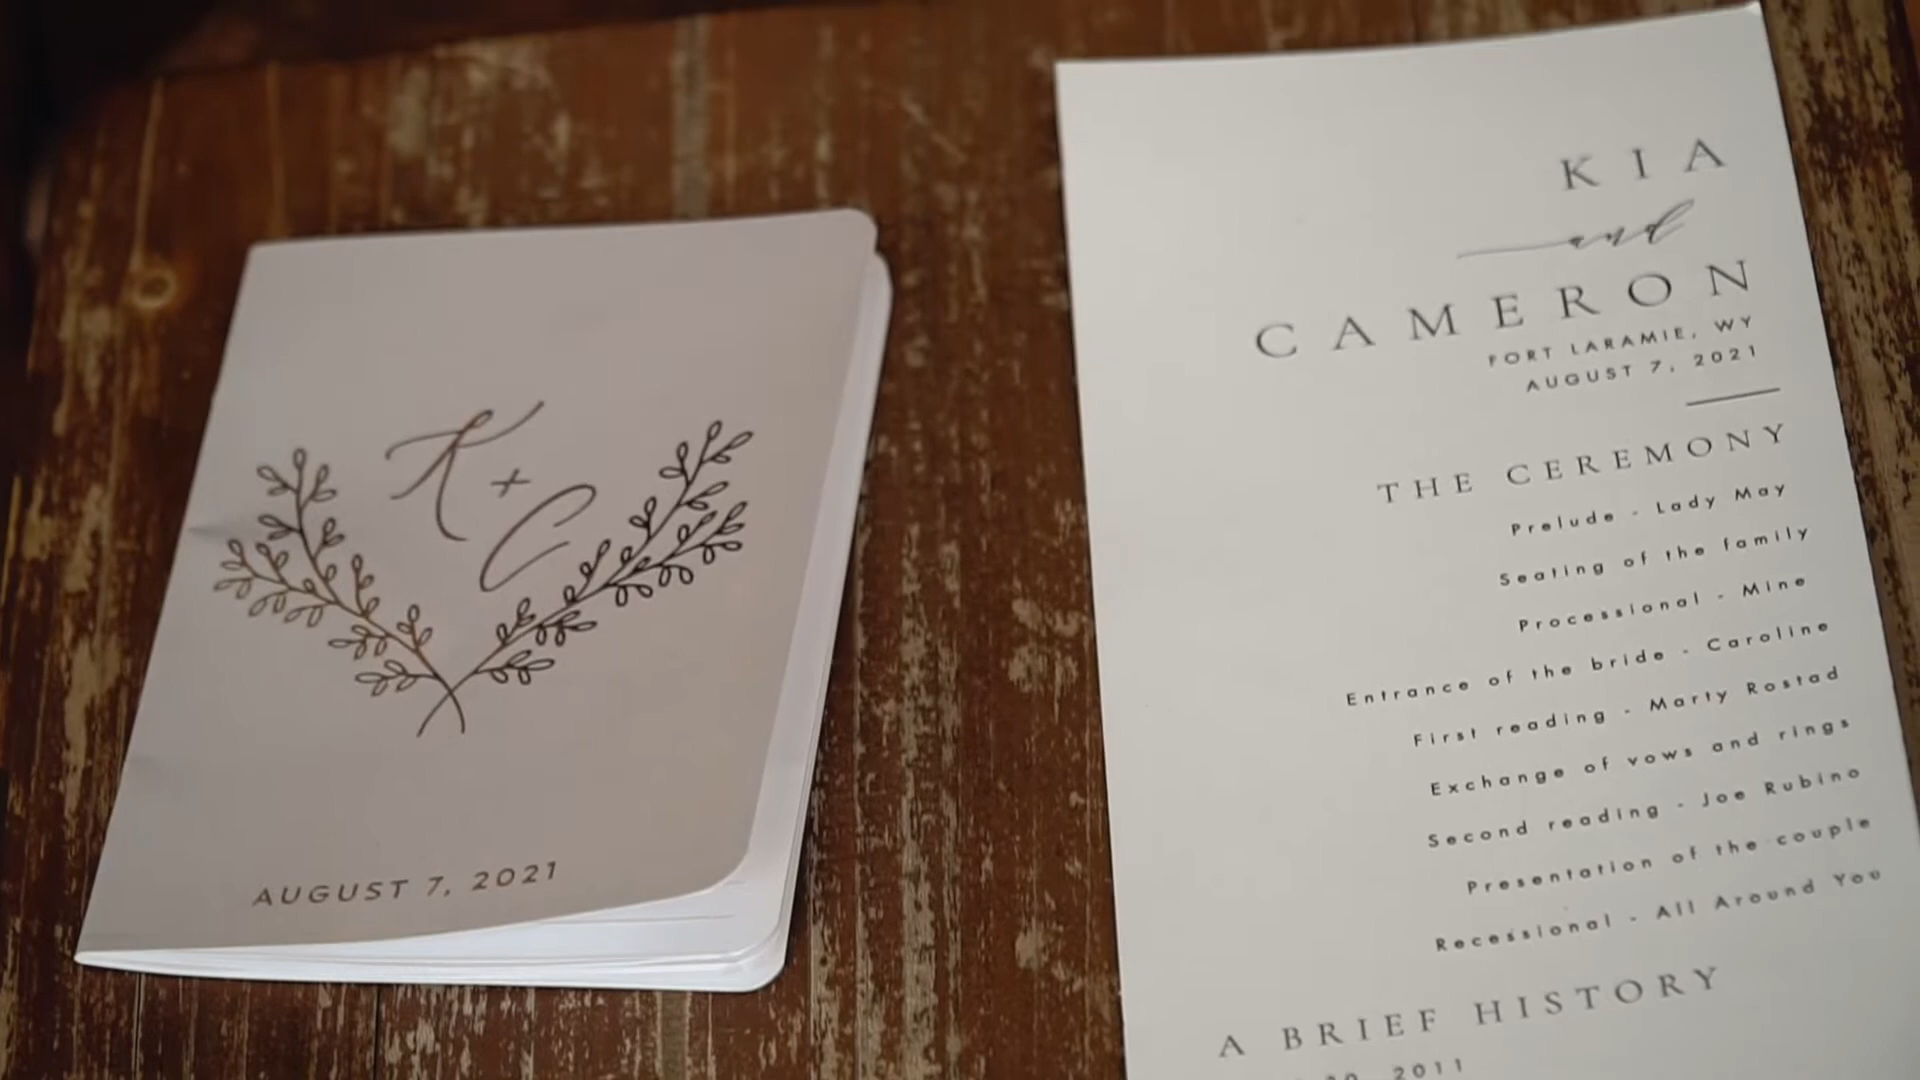 K + C
AUGUST 7, 2021
KIA
and
CAMERON
FORT LARAMIE, WY
AUGUST 7, 2021
THE CEREMONY
Prelude - Lady May
Seating of the family
Processional - Mine
Entrance of the bride - Caroline
First reading - Marty Rostad
Exchange of vows and rings
Second reading - Joe Rubino
Presentation of the couple
Recessional - All Around You
A BRIEF HISTORY
2011